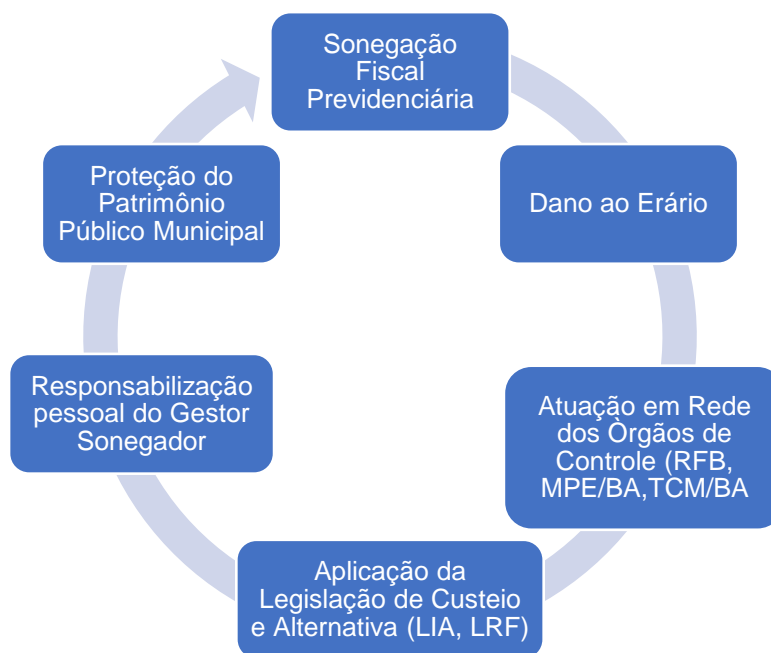 Sonegação
Fiscal
Previdenciária
Dano ao Erário
Atuação em Rede
dos Òrgãos de
Controle (RFB,
MPE/BA,TCM/BA
Aplicação da
Legislação de Custeio
e Alternativa (LIA, LRF)
Responsabilização
pessoal do Gestor
Sonegador
Proteção do
Patrimônio
Público Municipal